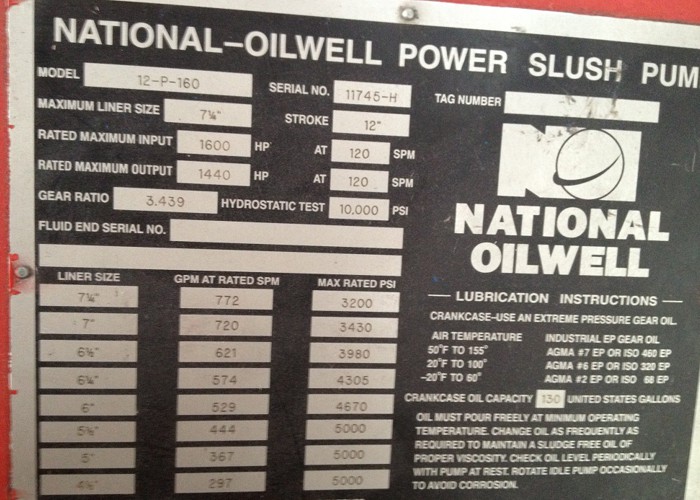 NATIONAL-OILWELL POWER SLUSH PUM
MODEL 12-P-160
SERIAL NO. 11745-H
TAG NUMBER
MAXIMUM LINER SIZE 7¼"
STROKE 12"
RATED MAXIMUM INPUT 1600 HP AT 120 SPM
RATED MAXIMUM OUTPUT 1440 HP AT 120 SPM
GEAR RATIO 3.439 HYDROSTATIC TEST 10,000 PSI
FLUID END SERIAL NO.
LINER SIZE GPM AT RATED SPM MAX RATED PSI
7¼" 772 3200
7" 720 3430
6½" 621 3980
6¼" 574 4305
6" 529 4670
5½" 444 5000
5" 367 5000
4½" 297 5000
NOI
NATIONAL
OILWELL
LUBRICATION INSTRUCTIONS
CRANKCASE-USE AN EXTREME PRESSURE GEAR OIL.
AIR TEMPERATURE INDUSTRIAL EP GEAR OIL
50°F TO 155° AGMA #7 EP OR ISO 460 EP
20°F TO 100° AGMA #6 EP OR ISO 320 EP
-20°F TO 60° AGMA #2 EP OR ISO 68 EP
CRANKCASE OIL CAPACITY 130 UNITED STATES GALLONS
OIL MUST POUR FREELY AT MINIMUM OPERATING
TEMPERATURE. CHANGE OIL AS FREQUENTLY AS
REQUIRED TO MAINTAIN A SLUDGE FREE OIL OF
PROPER VISCOSITY. CHECK OIL LEVEL PERIODICALLY
WITH PUMP AT REST. ROTATE IDLE PUMP OCCASIONALLY
TO AVOID CORROSION.